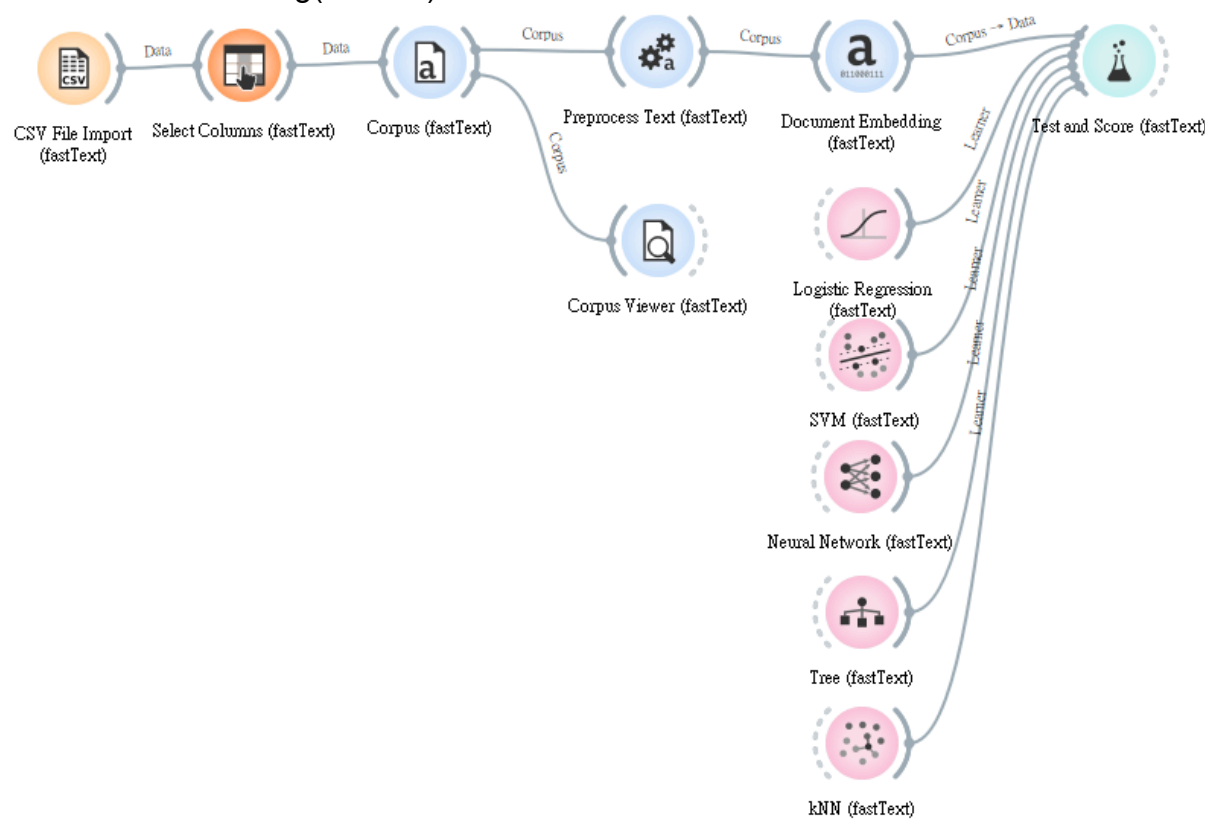 Data
Data
Corpus
Corpus
Corpus → Data
CSV
a
a
a
011000111
CSV File Import
(fastText)
Select Columns (fastText)
Corpus (fastText)
Preprocess Text (fastText)
Document Embedding
(fastText)
Test and Score (fastText)
Corpus
Learner
Learner
Learner
Learner
Learner
Corpus Viewer (fastText)
Logistic Regression
(fastText)
SVM (fastText)
Neural Network (fastText)
Tree (fastText)
kNN (fastText)